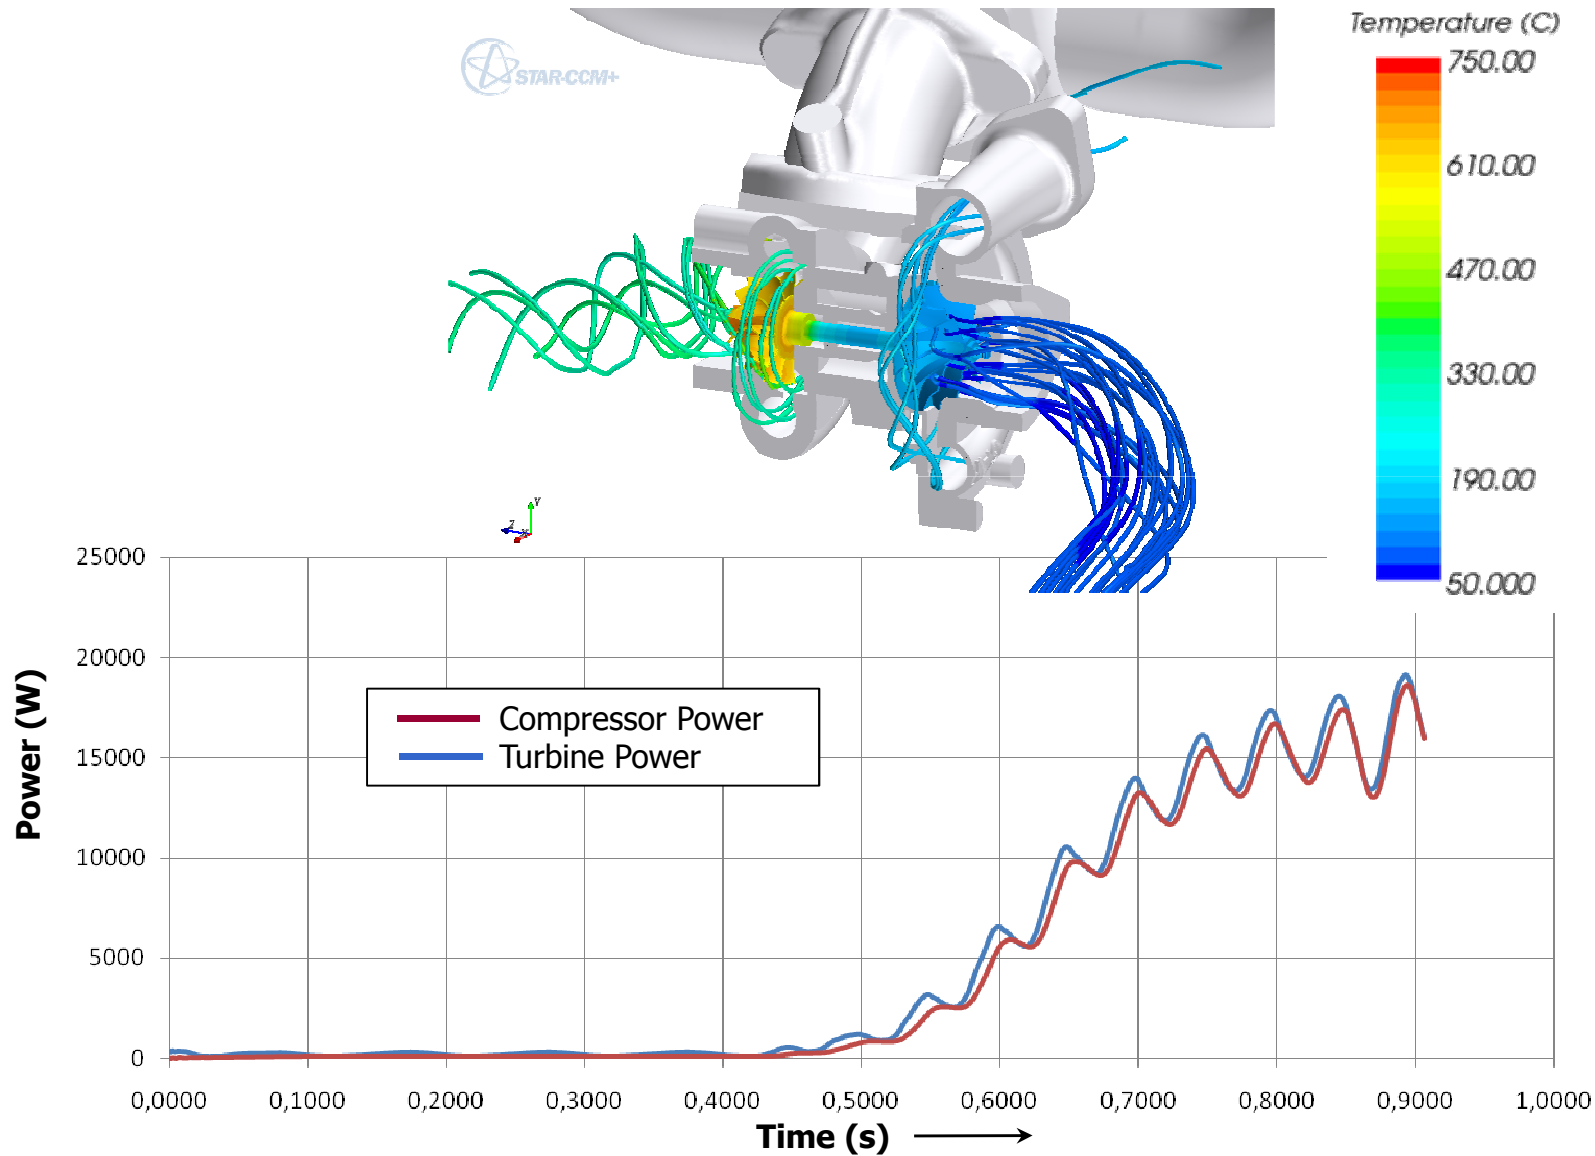 Temperature (C)
STAR-CCM+
750.00
610.00
470.00
330.00
190.00
50.000
Y
Z
X
25000
20000
15000
10000
5000
0
Power (W)
Compressor Power
Turbine Power
0,0000 0,1000 0,2000 0,3000 0,4000 0,5000 0,6000 0,7000 0,8000 0,9000 1,0000
Time (s)